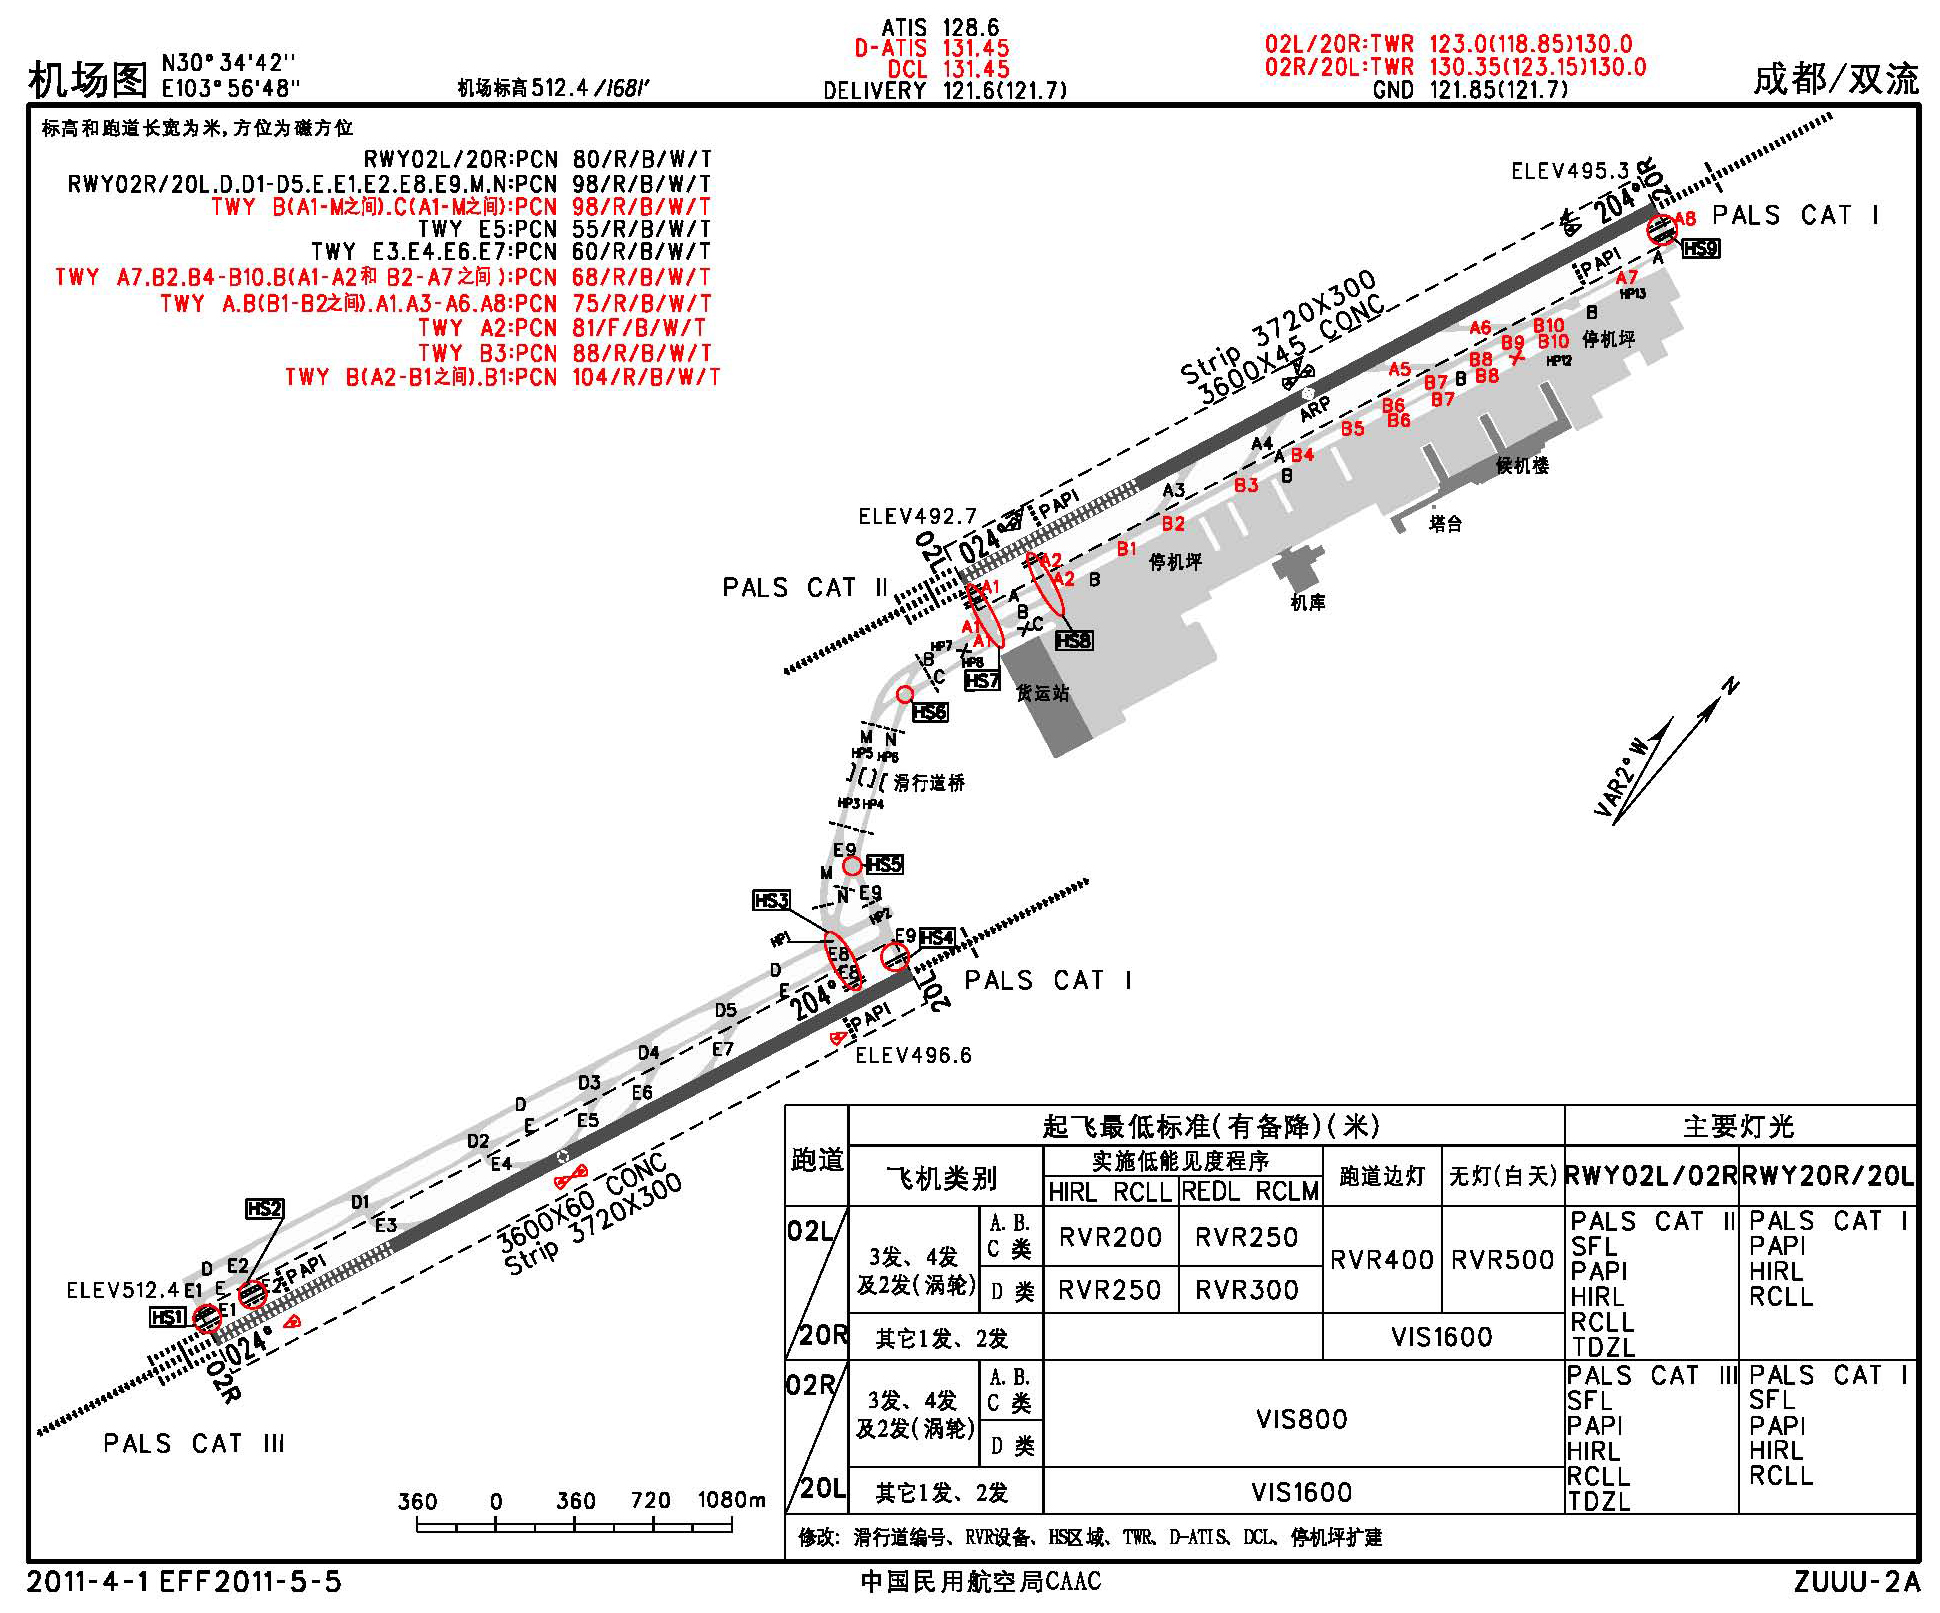 机场图
N30°34'42"
E103°56'48"
机场标高512.4/1681'
ATIS 128.6
D-ATIS 131.45
DCL 131.45
DELIVERY 121.6(121.7)
02L/20R:TWR 123.0(118.85)130.0
02R/20L:TWR 130.35(123.15)130.0
GND 121.85(121.7)
成都/双流
标高和跑道长宽为米,方位为磁方位
RWY02L/20R:PCN 80/R/B/W/T
RWY02R/20L.D.D1-D5.E.E1.E2.E8.E9.M.N:PCN 98/R/B/W/T
TWY B(A1-M之间).C(A1-M之间):PCN 98/R/B/W/T
TWY E5:PCN 55/R/B/W/T
TWY E3.E4.E6.E7:PCN 60/R/B/W/T
TWY A7.B2.B4-B10.B(A1-A2和 B2-A7之间):PCN 68/R/B/W/T
TWY A.B(B1-B2之间).A1.A3-A6.A8:PCN 75/R/B/W/T
TWY A2:PCN 81/F/B/W/T
TWY B3:PCN 88/R/B/W/T
TWY B(A2-B1之间).B1:PCN 104/R/B/W/T
ELEV495.3
20R
204°
A8
PALS CAT I
HS9
A
PAPI
A7
HP13
B
停机坪
Strip 3720X300
3600X45 CONC
A6
B10
B9
B10
B8
HP12
A5
B7
B
B8
B7
B6
B6
ARP
B5
A4
A
B4
B
B3
候机楼
塔台
A3
B2
PAPI
ELEV492.7
02L
024°
B1
停机坪
机库
PALS CAT II
A2
A2
B
A1
A
B
C
A1
A1
HS8
HP7
HP8
B
C
HS7
货运站
HS6
M
N
HP5
HP6
滑行道桥
HP3
HP4
N
VAR2°W
E9
HS5
M
N
E9
HS3
HP2
HP1
E9
HS4
E8
E8
D
E
204°
20L
PALS CAT I
D5
PAPI
E7
ELEV496.6
D4
D3
E6
D
E
E5
D2
E4
3600X60 CONC
Strip 3720X300
D1
E3
HS2
D
E2
E
E2
PAPI
ELEV512.4
E1
E1
HS1
024°
02R
PALS CAT III
360 0 360 720 1080m
跑道
起飞最低标准(有备降)(米)
主要灯光
飞机类别
实施低能见度程序
HIRL RCLL
REDL RCLM
跑道边灯
无灯(白天)
RWY02L/02R
RWY20R/20L
02L
20R
3发、4发
及2发(涡轮)
A. B.
C 类
RVR200
RVR250
D 类
RVR250
RVR300
RVR400
RVR500
其它1发、2发
VIS1600
PALS CAT II
SFL
PAPI
HIRL
RCLL
TDZL
PALS CAT I
PAPI
HIRL
RCLL
02R
20L
3发、4发
及2发(涡轮)
A. B.
C 类
D 类
VIS800
其它1发、2发
VIS1600
PALS CAT III
SFL
PAPI
HIRL
RCLL
TDZL
PALS CAT I
SFL
PAPI
HIRL
RCLL
修改: 滑行道编号、RVR设备、HS区域、TWR、D-ATIS、DCL、停机坪扩建
2011-4-1 EFF2011-5-5
中国民用航空局CAAC
ZUUU-2A